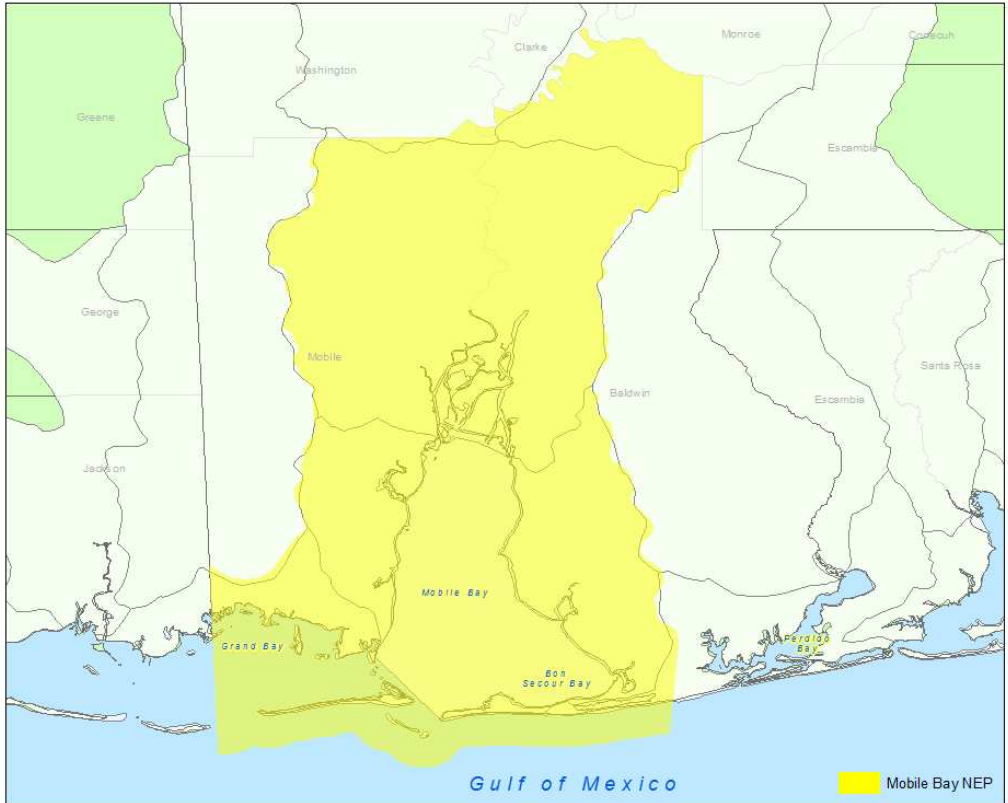 Clarke
Monroe
Conecuh
Washington
Greene
Escambia
George
Mobile
Santa Rosa
Baldwin
Escambia
Jackson
Mobile Bay
Grand Bay
Perdido
Bay
Bon
Secour Bay
Gulf of Mexico
Mobile Bay NEP